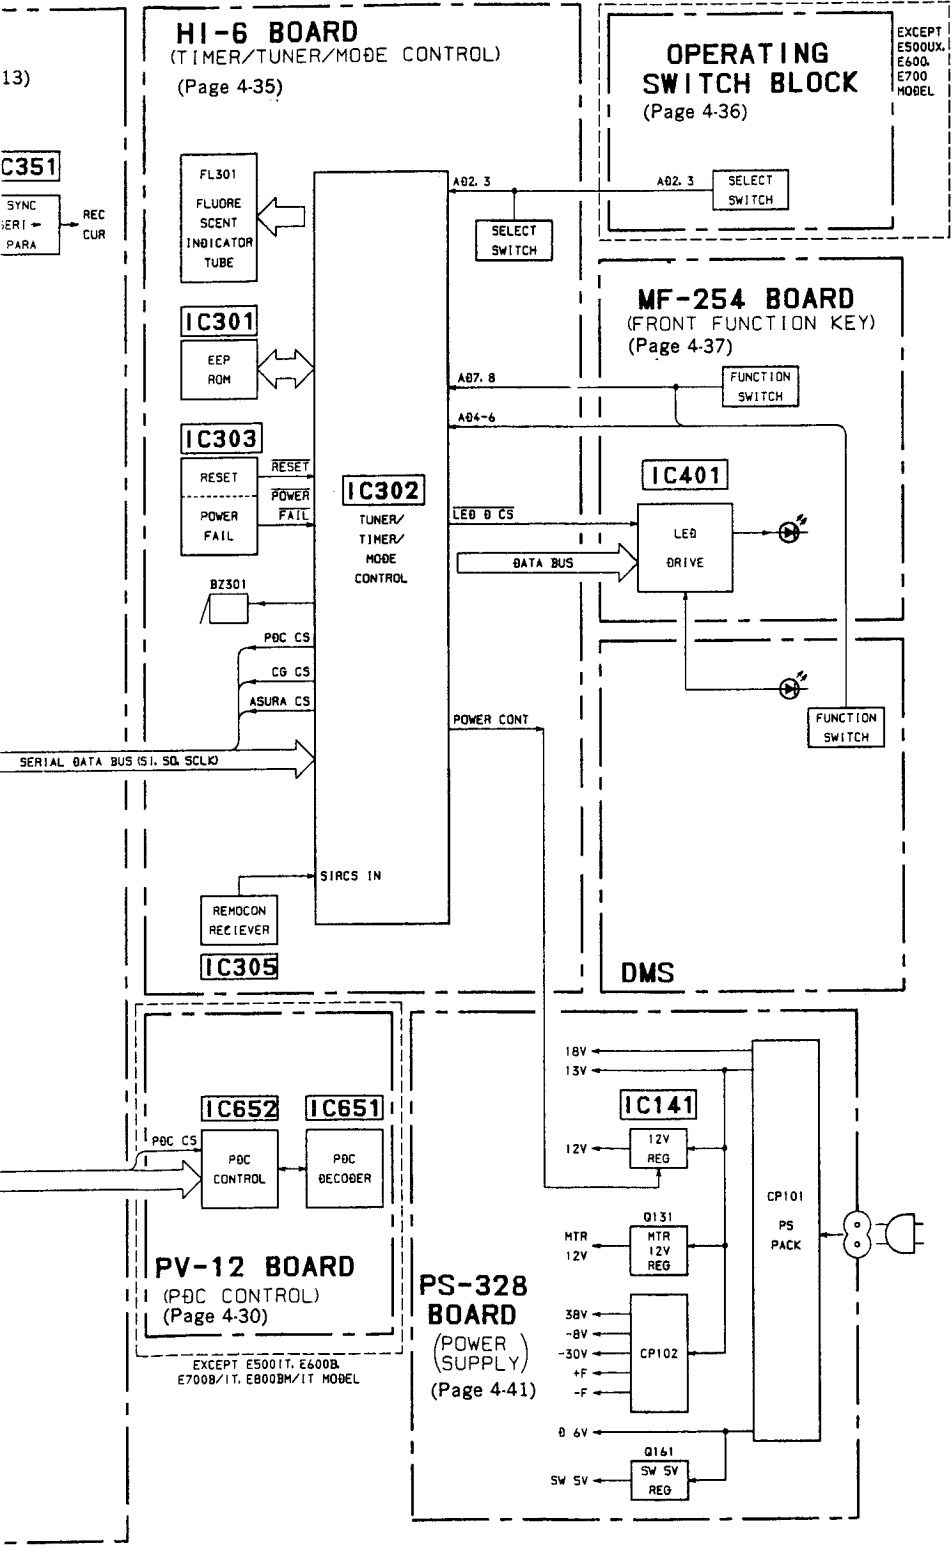 13)
IC351
SYNC
SERI
PARA
REC
CUR
HI-6 BOARD
(TIMER/TUNER/MODE CONTROL)
(Page 4-35)
FL301
FLUORE
SCENT
INDICATOR
TUBE
IC301
EEP
ROM
IC303
RESET
POWER
FAIL
RESET
POWER
FAIL
IC302
TUNER/
TIMER/
MODE
CONTROL
BZ301
PDC CS
CG CS
ASURA CS
SERIAL DATA BUS (SI, SO, SCLK)
SIRCS IN
REMOCON
RECIEVER
IC305
AD2, 3
SELECT
SWITCH
AD7, 8
AD4-6
LED D CS
DATA BUS
POWER CONT
OPERATING
SWITCH BLOCK
(Page 4-36)
AD2, 3
SELECT
SWITCH
EXCEPT
E500UX,
E600,
E700
MODEL
MF-254 BOARD
(FRONT FUNCTION KEY)
(Page 4-37)
FUNCTION
SWITCH
IC401
LED
DRIVE
FUNCTION
SWITCH
DMS
IC652
IC651
PDC CS
PDC
CONTROL
PDC
DECODER
PV-12 BOARD
(PDC CONTROL)
(Page 4-30)
EXCEPT E500IT, E600B,
E700B/IT, E800BM/IT MODEL
18V
13V
IC141
12V
12V
REG
Q131
MTR
12V
MTR
12V
REG
38V
-8V
-30V
+F
-F
CP102
D 6V
Q161
SW 5V
SW 5V
REG
CP101
PS
PACK
PS-328
BOARD
(POWER
SUPPLY)
(Page 4-41)